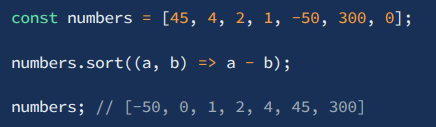 const numbers = [45, 4, 2, 1, -50, 300, 0];
numbers.sort((a, b) => a - b);
numbers; // [-50, 0, 1, 2, 4, 45, 300]